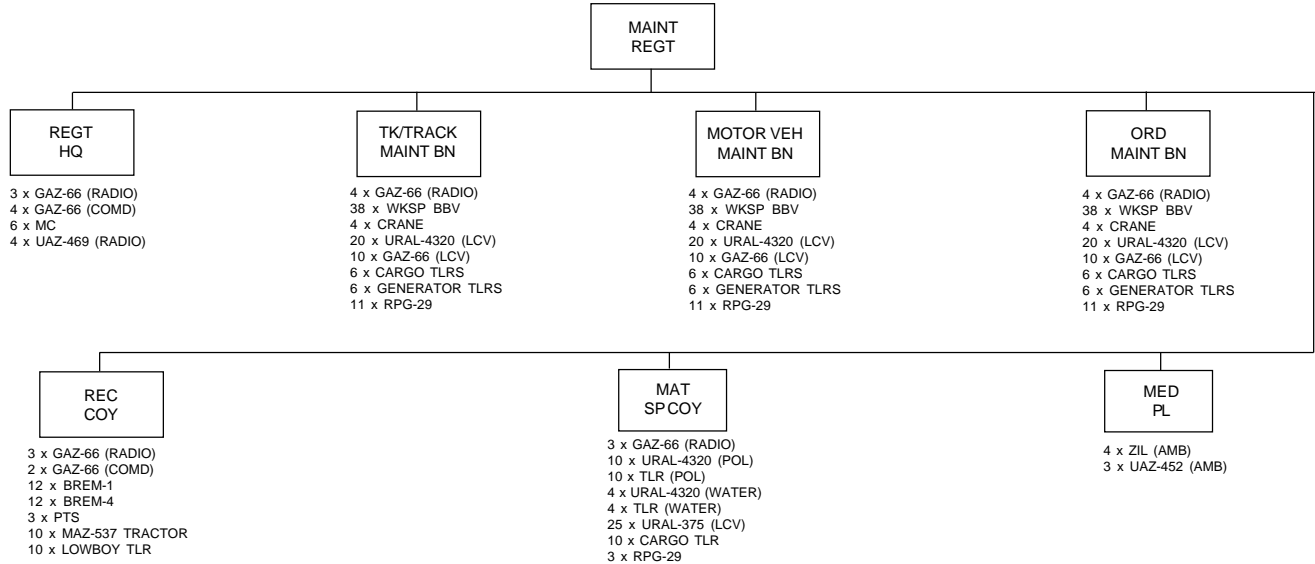 MAINT
REGT
REGT
HQ
3 x GAZ-66 (RADIO)
4 x GAZ-66 (COMD)
6 x MC
4 x UAZ-469 (RADIO)
TK/TRACK
MAINT BN
4 x GAZ-66 (RADIO)
38 x WKSP BBV
4 x CRANE
20 x URAL-4320 (LCV)
10 x GAZ-66 (LCV)
6 x CARGO TLRS
6 x GENERATOR TLRS
11 x RPG-29
MOTOR VEH
MAINT BN
4 x GAZ-66 (RADIO)
38 x WKSP BBV
4 x CRANE
20 x URAL-4320 (LCV)
10 x GAZ-66 (LCV)
6 x CARGO TLRS
6 x GENERATOR TLRS
11 x RPG-29
ORD
MAINT BN
4 x GAZ-66 (RADIO)
38 x WKSP BBV
4 x CRANE
20 x URAL-4320 (LCV)
10 x GAZ-66 (LCV)
6 x CARGO TLRS
6 x GENERATOR TLRS
11 x RPG-29
REC
COY
3 x GAZ-66 (RADIO)
2 x GAZ-66 (COMD)
12 x BREM-1
12 x BREM-4
3 x PTS
10 x MAZ-537 TRACTOR
10 x LOWBOY TLR
MAT
SP COY
3 x GAZ-66 (RADIO)
10 x URAL-4320 (POL)
10 x TLR (POL)
4 x URAL-4320 (WATER)
4 x TLR (WATER)
25 x URAL-375 (LCV)
10 x CARGO TLR
3 x RPG-29
MED
PL
4 x ZIL (AMB)
3 x UAZ-452 (AMB)